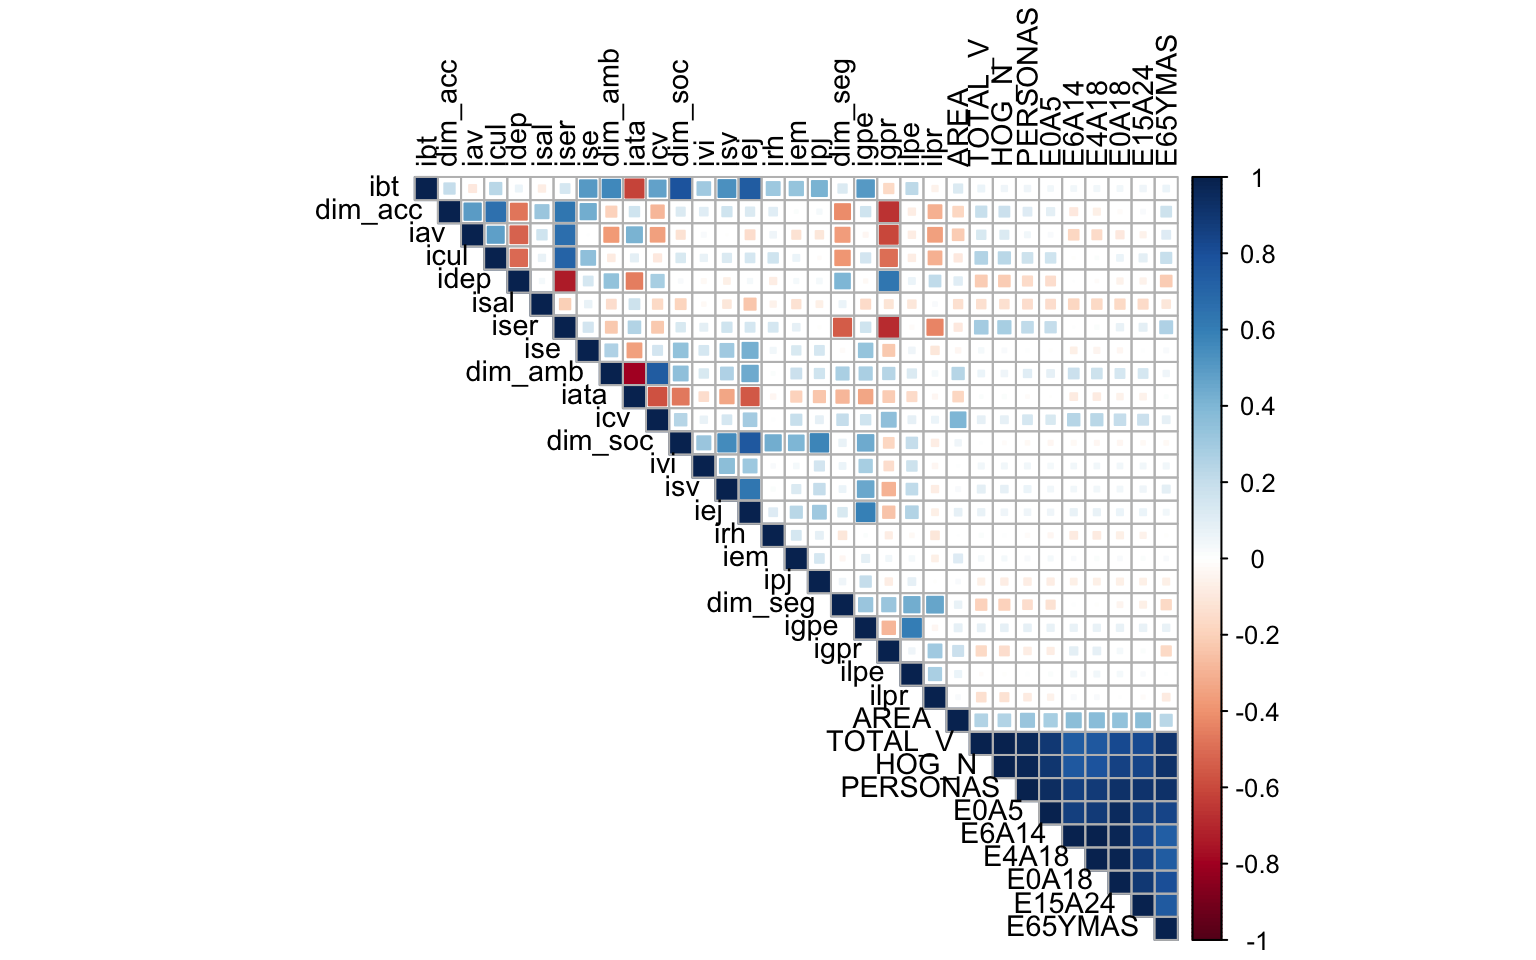 ibt
dim_acc
iav
icul
idep
isal
iser
ise
dim_amb
iata
icv
dim_soc
ivi
isv
iej
irh
iem
ipj
dim_seg
igpe
igpr
ilpe
ilpr
AREA
TOTAL_V
HOG_N
PERSONAS
E0A5
E6A14
E4A18
E0A18
E15A24
E65YMAS
ibt
dim_acc
iav
icul
idep
isal
iser
ise
dim_amb
iata
icv
dim_soc
ivi
isv
iej
irh
iem
ipj
dim_seg
igpe
igpr
ilpe
ilpr
AREA
TOTAL_V
HOG_N
PERSONAS
E0A5
E6A14
E4A18
E0A18
E15A24
E65YMAS
1
0.8
0.6
0.4
0.2
0
-0.2
-0.4
-0.6
-0.8
-1